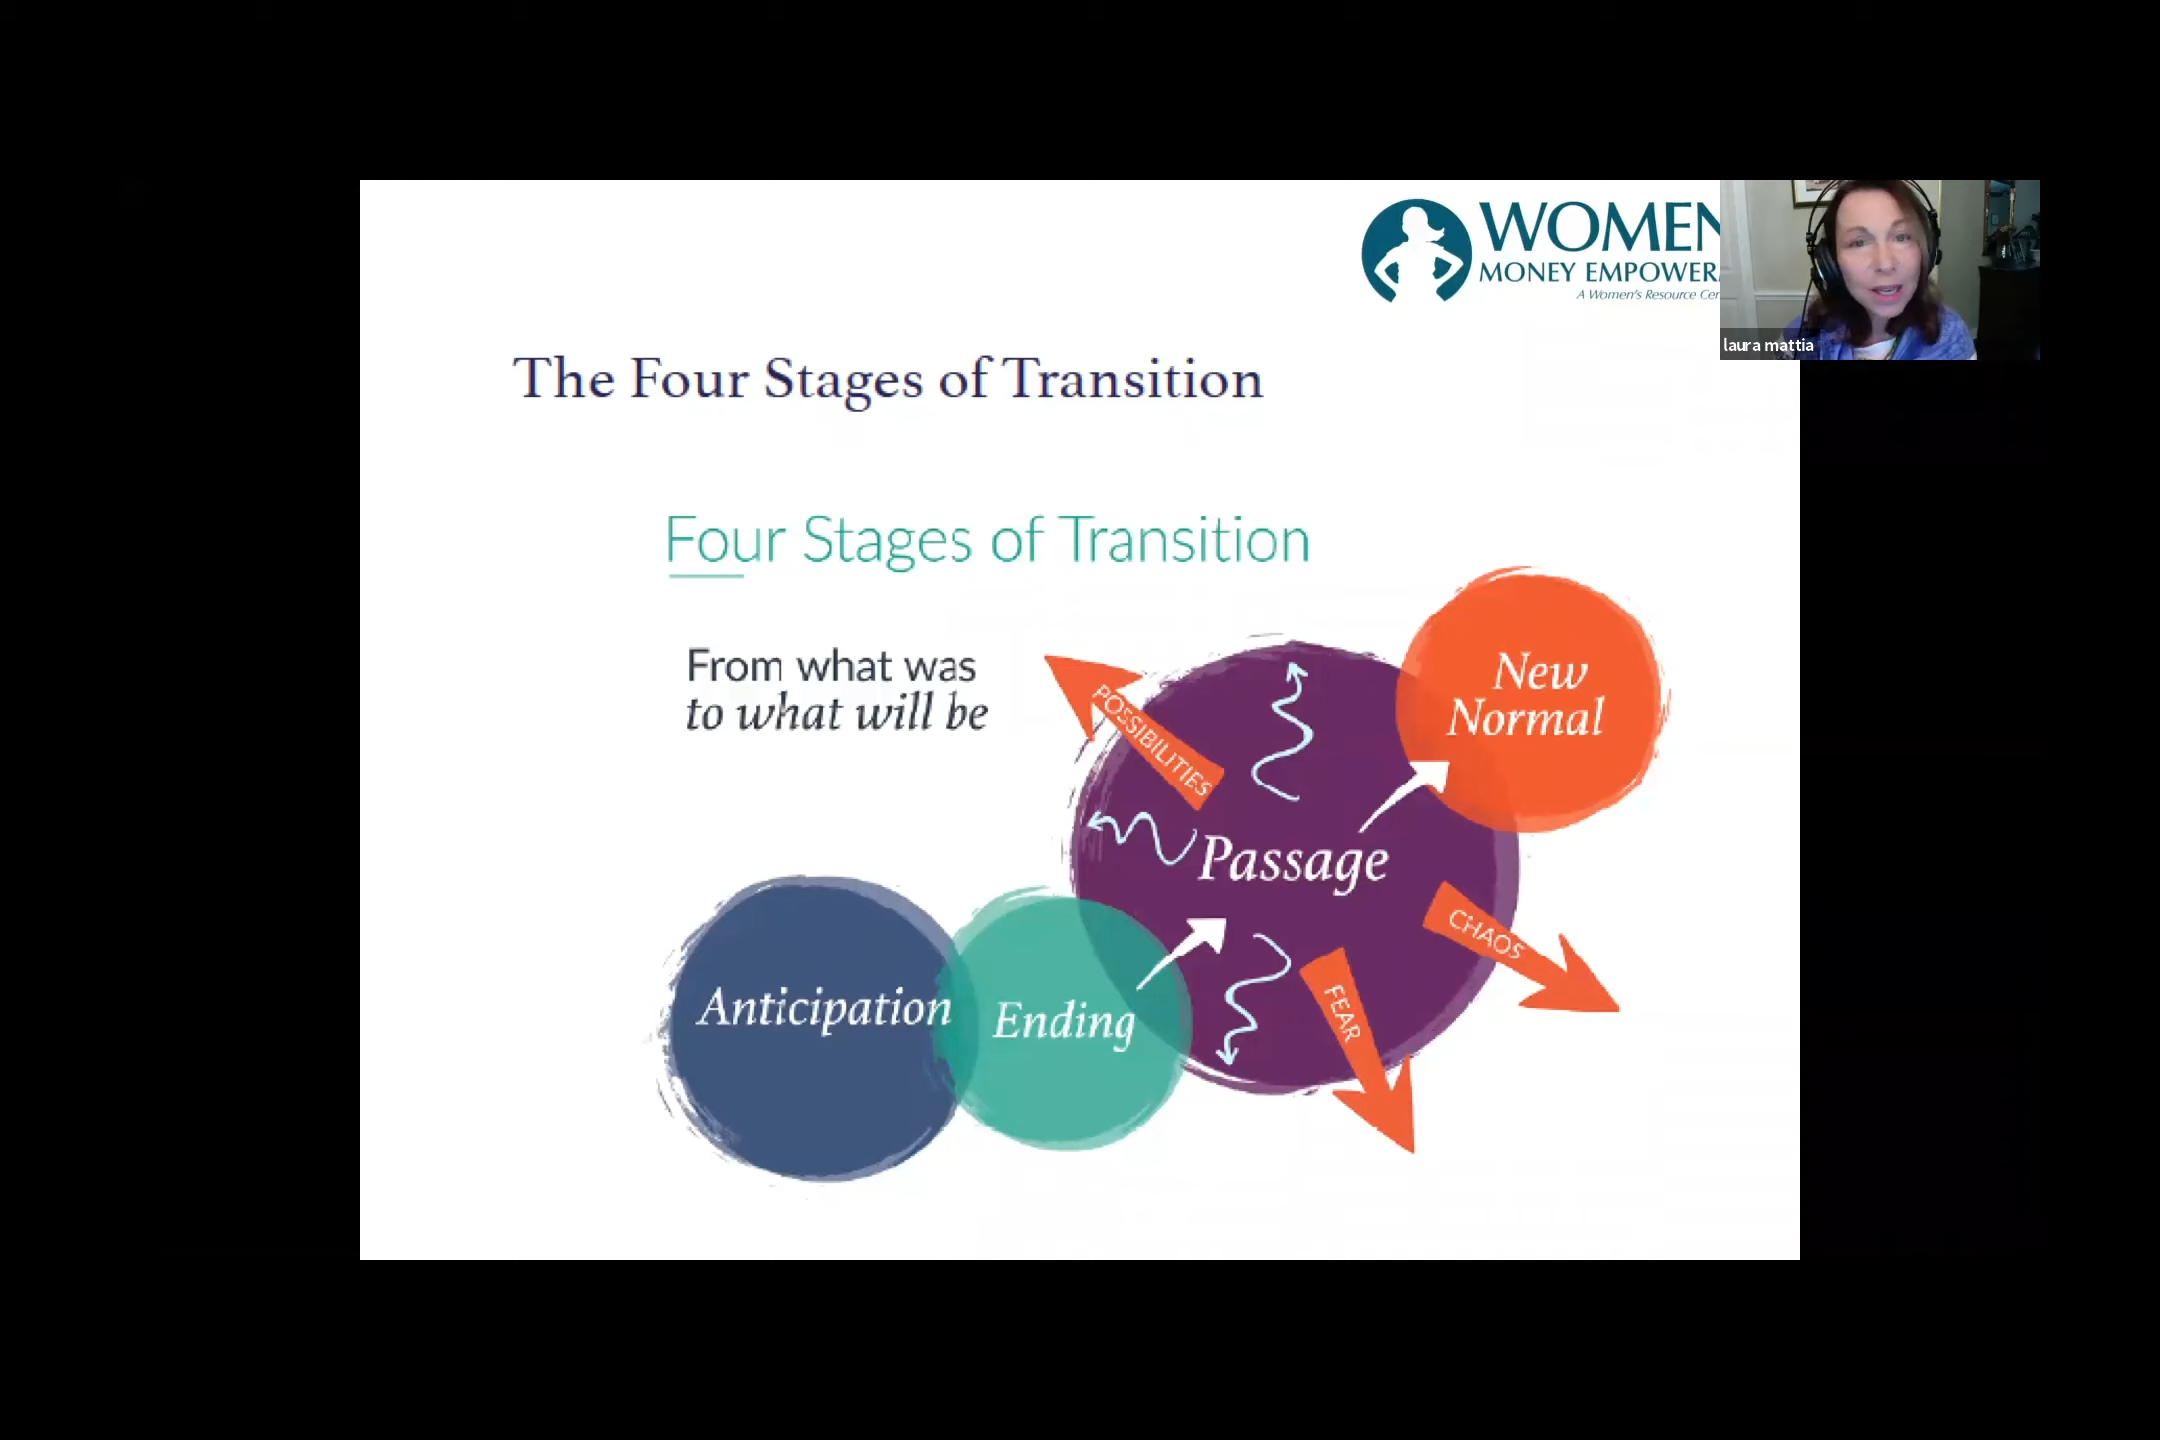 WOMEN
MONEY EMPOWER
A Women's Resource Cen
laura mattia
The Four Stages of Transition
Four Stages of Transition
From what was
to what will be
New
Normal
POSSIBILITIES
Passage
CHAOS
FEAR
Anticipation
Ending